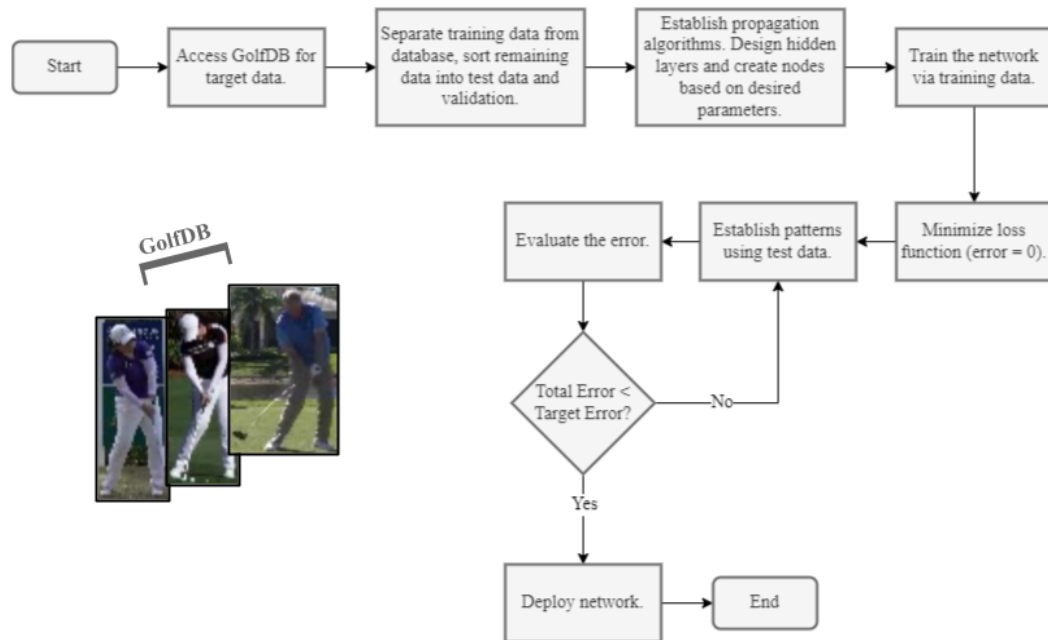 Start
Access GolfDB for
target data.
Separate training data from
database, sort remaining
data into test data and
validation.
Establish propagation
algorithms. Design hidden
layers and create nodes
based on desired
parameters.
Train the network
via training data.
Minimize loss
function (error = 0).
Establish patterns
using test data.
Evaluate the error.
Total Error <
Target Error?
No
Yes
Deploy network.
End
GolfDB